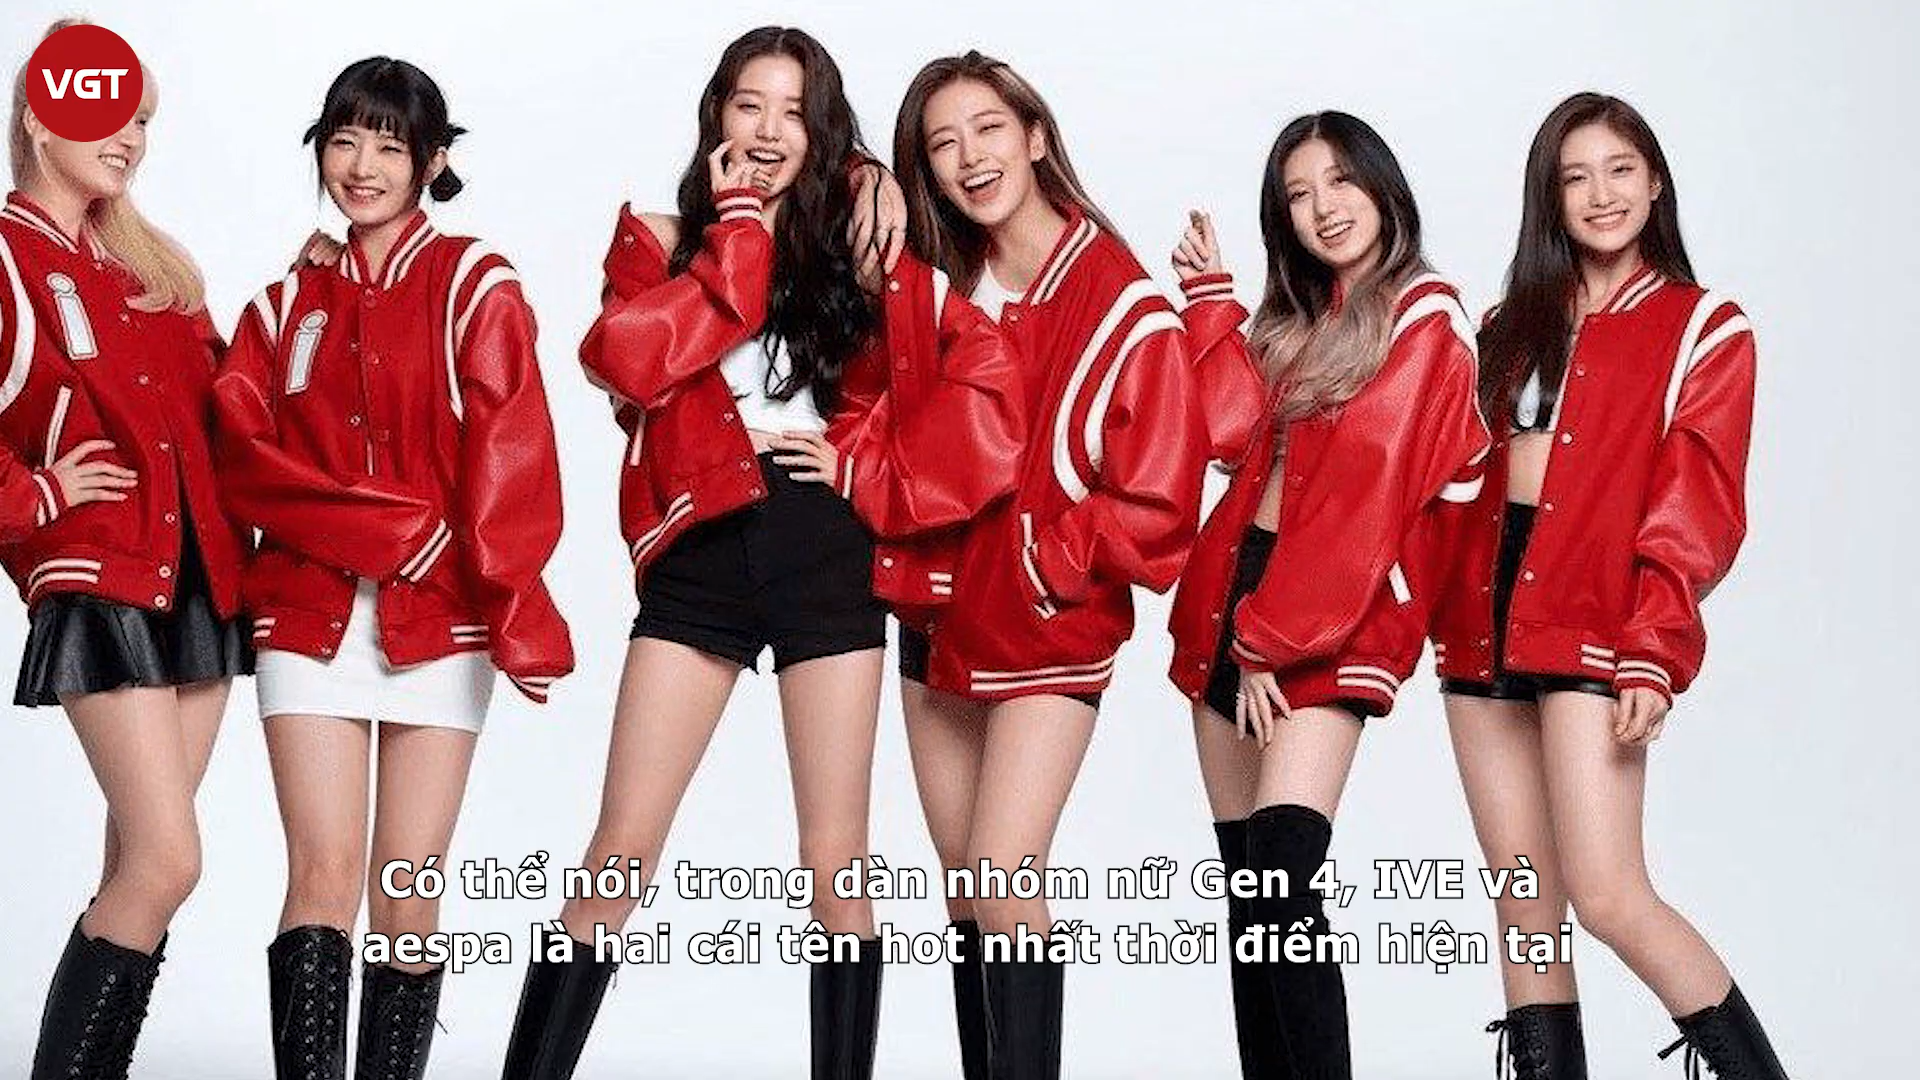 VGT
i
i
Có thể nói, trong dàn nhóm nữ Gen 4, IVE và
aespa là hai cái tên hot nhất thời điểm hiện tại